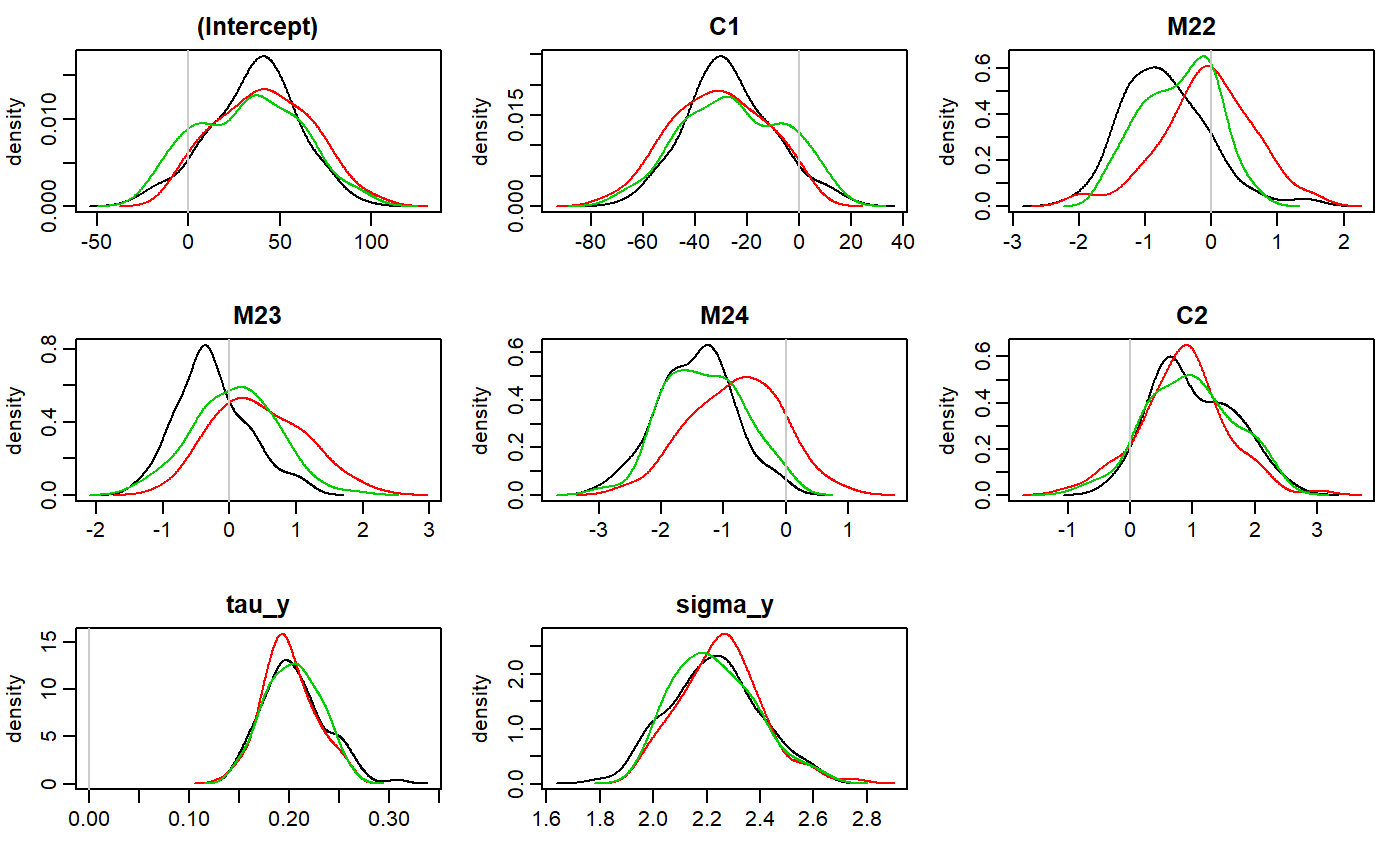 (Intercept)
density
0.000 0.010
-50 0 50 100
C1
density
0.000 0.015
-80 -60 -40 -20 0 20 40
M22
density
0.0 0.2 0.4 0.6
-3 -2 -1 0 1 2
M23
density
0.0 0.4 0.8
-2 -1 0 1 2 3
M24
density
0.0 0.2 0.4 0.6
-3 -2 -1 0 1
C2
density
0.0 0.2 0.4 0.6
-1 0 1 2 3
tau_y
density
0 5 10 15
0.00 0.10 0.20 0.30
sigma_y
density
0.0 1.0 2.0
1.6 1.8 2.0 2.2 2.4 2.6 2.8